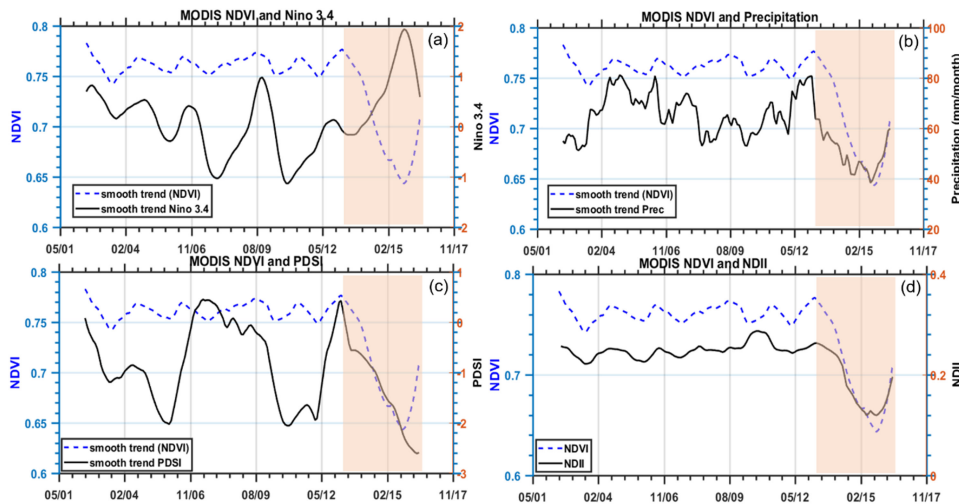 MODIS NDVI and Nino 3.4
(a)
0.8
0.75
0.7
0.65
0.6
NDVI
2
1
0
1
2
Nino 3.4
smooth trend (NDVI)
smooth trend Nino 3.4
05/01 02/04 11/06 08/09 05/12 02/15 11/17
MODIS NDVI and Precipitation
(b)
0.8
0.75
0.7
0.65
0.6
NDVI
100
80
60
40
20
Precipitation (mm/month)
smooth trend (NDVI)
smooth trend Prec
05/01 02/04 11/06 08/09 05/12 02/15 11/17
MODIS NDVI and PDSI
(c)
0.8
0.75
0.7
0.65
0.6
NDVI
1
0
1
2
3
PDSI
smooth trend (NDVI)
smooth trend PDSI
05/01 02/04 11/06 08/09 05/12 02/15 11/17
MODIS NDVI and NDII
(d)
0.8
0.7
0.6
NDVI
0.4
0.2
0
NDII
NDVI
NDII
05/01 02/04 11/06 08/09 05/12 02/15 11/17